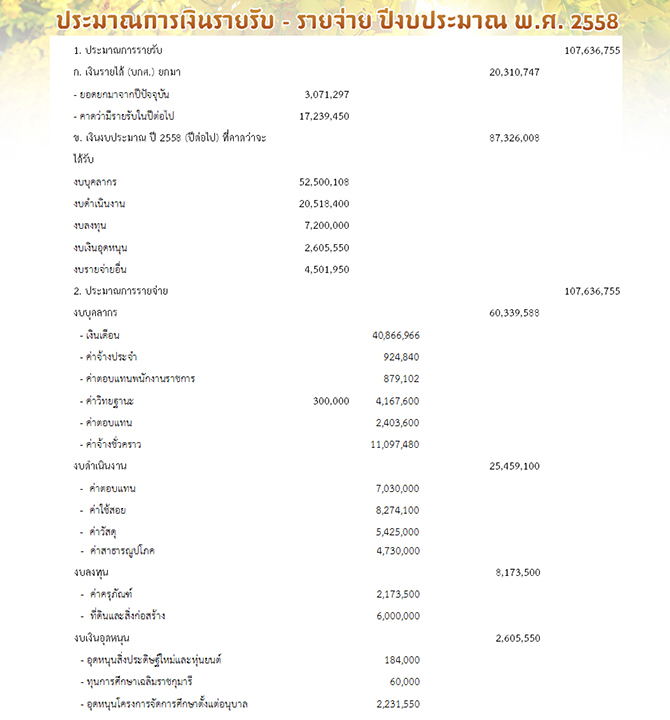 ประมาณการเงินรายรับ - รายจ่าย ปีงบประมาณ พ.ศ. 2558
1. ประมาณการรายรับ 107,636,755
ก. เงินรายได้ (บกศ.) ยกมา 20,310,747
- ยอดยกมาจากปีปัจจุบัน 3,071,297
- คาดว่ามีรายรับในปีต่อไป 17,239,450
ข. เงินงบประมาณ ปี 2558 (ปีต่อไป) ที่คาดว่าจะ 87,326,008
ได้รับ
งบบุคลากร 52,500,108
งบดำเนินงาน 20,518,400
งบลงทุน 7,200,000
งบเงินอุดหนุน 2,605,550
งบรายจ่ายอื่น 4,501,950
2. ประมาณการรายจ่าย 107,636,755
งบบุคลากร 60,339,588
- เงินเดือน 40,866,966
- ค่าจ้างประจำ 924,840
- ค่าตอบแทนพนักงานราชการ 879,102
- ค่าวิทยฐานะ 300,000 4,167,600
- ค่าตอบแทน 2,403,600
- ค่าจ้างชั่วคราว 11,097,480
งบดำเนินงาน 25,459,100
- ค่าตอบแทน 7,030,000
- ค่าใช้สอย 8,274,100
- ค่าวัสดุ 5,425,000
- ค่าสาธารณูปโภค 4,730,000
งบลงทุน 8,173,500
- ค่าครุภัณฑ์ 2,173,500
- ที่ดินและสิ่งก่อสร้าง 6,000,000
งบเงินอุดหนุน 2,605,550
- อุดหนุนสิ่งประดิษฐ์ใหม่และหุ่นยนต์ 184,000
- ทุนการศึกษาเฉลิมราชกุมารี 60,000
- อุดหนุนโครงการจัดการศึกษาตั้งแต่อนุบาล 2,231,550